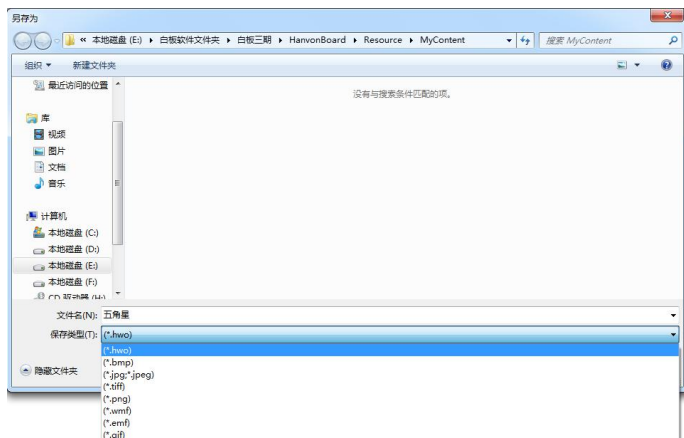 另存为
« 本地磁盘 (E:) ▸ 白板软件文件夹 ▸ 白板三期 ▸ HanvonBoard ▸ Resource ▸ MyContent
搜索 MyContent
组织 新建文件夹
最近访问的位置
没有与搜索条件匹配的项。
库
视频
图片
文档
音乐
计算机
本地磁盘 (C:)
本地磁盘 (D:)
本地磁盘 (E:)
本地磁盘 (F:)
CD 驱动器 (H:)
文件名(N): 五角星
保存类型(T): (*.hwo)
(*.hwo)
(*.bmp)
隐藏文件夹 (*.jpg;*.jpeg)
(*.tiff)
(*.png)
(*.wmf)
(*.emf)
(*.gif)